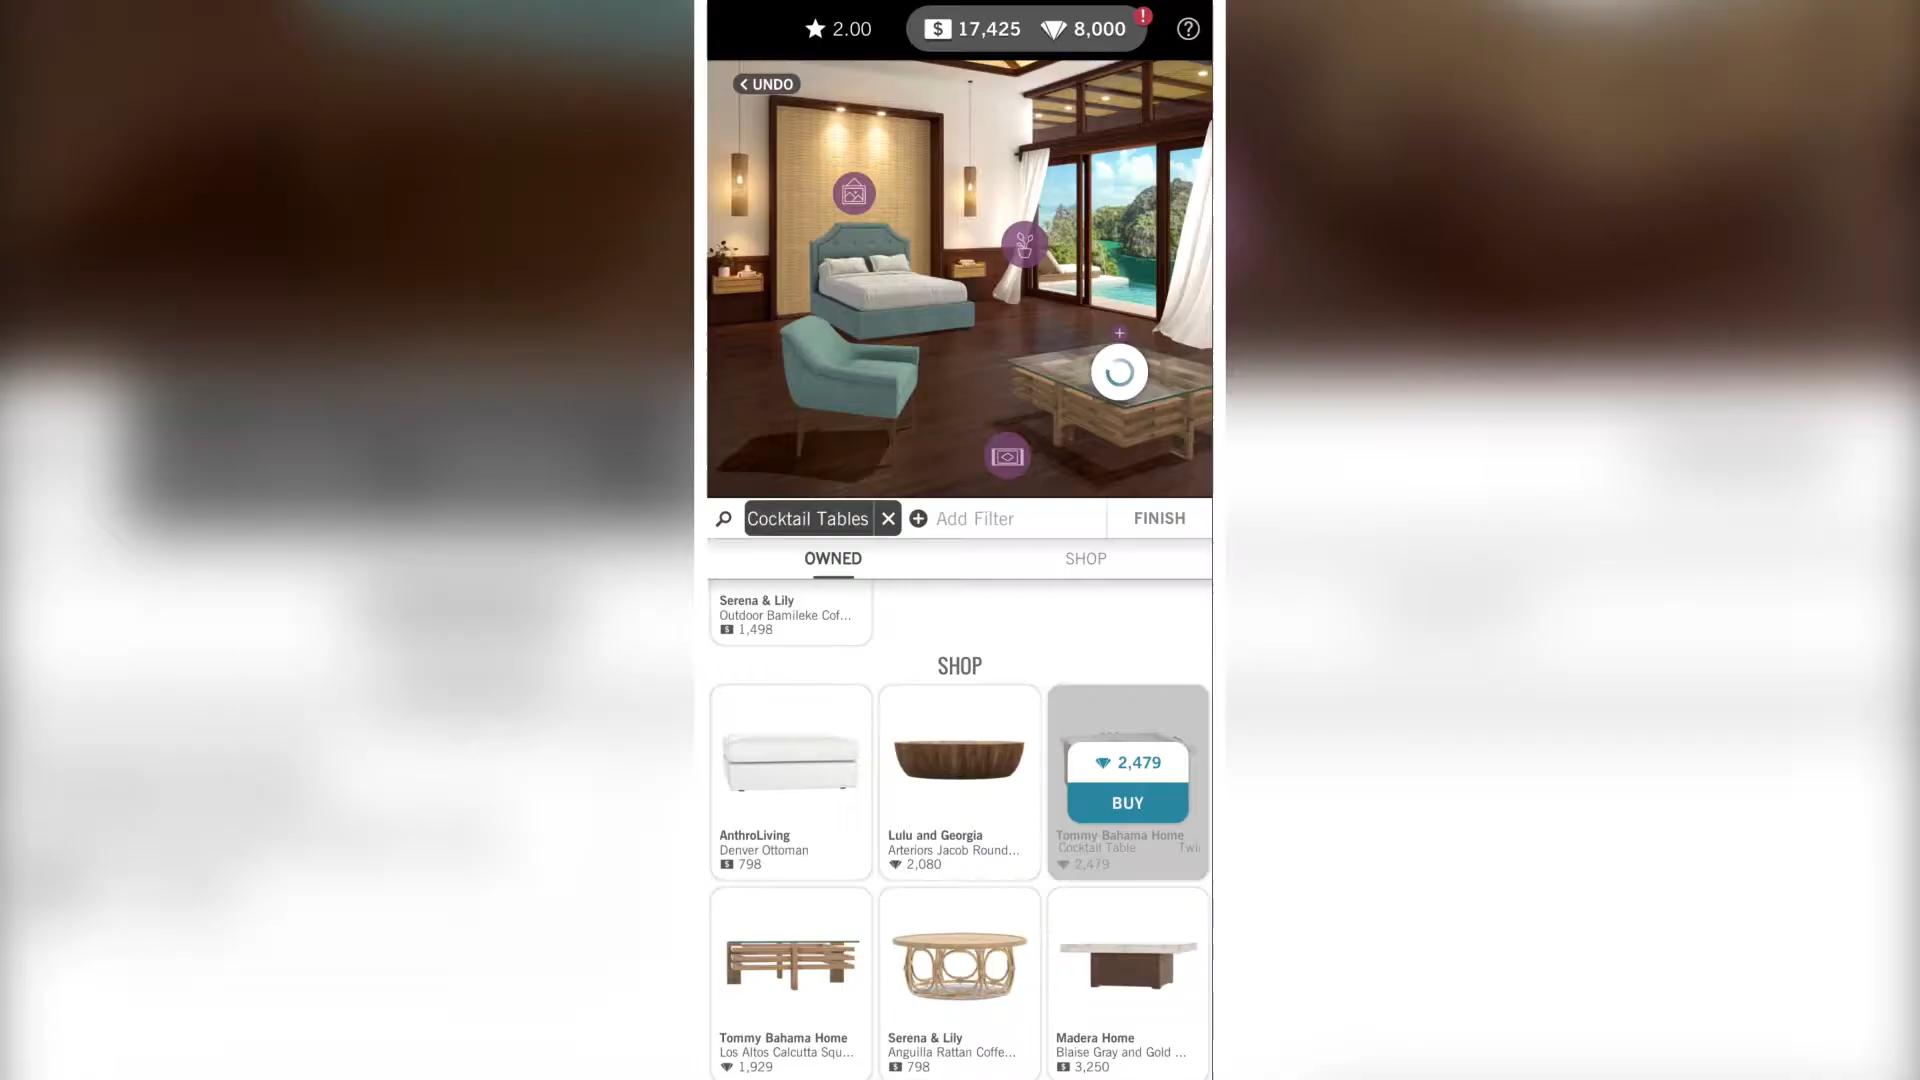 2.00
$ 17,425
8,000
!
?
< UNDO
Cocktail Tables
Add Filter
FINISH
OWNED
SHOP
Serena & Lily
Outdoor Bamileke Cof...
$ 1,498
SHOP
2,479
BUY
AnthroLiving
Denver Ottoman
$ 798
Lulu and Georgia
Arteriors Jacob Round...
2,080
Tommy Bahama Home
Cocktail Table Twi
2,479
Tommy Bahama Home
Los Altos Calcutta Squ...
1,929
Serena & Lily
Anguilla Rattan Coffe...
$ 798
Madera Home
Blaise Gray and Gold ...
$ 3,250